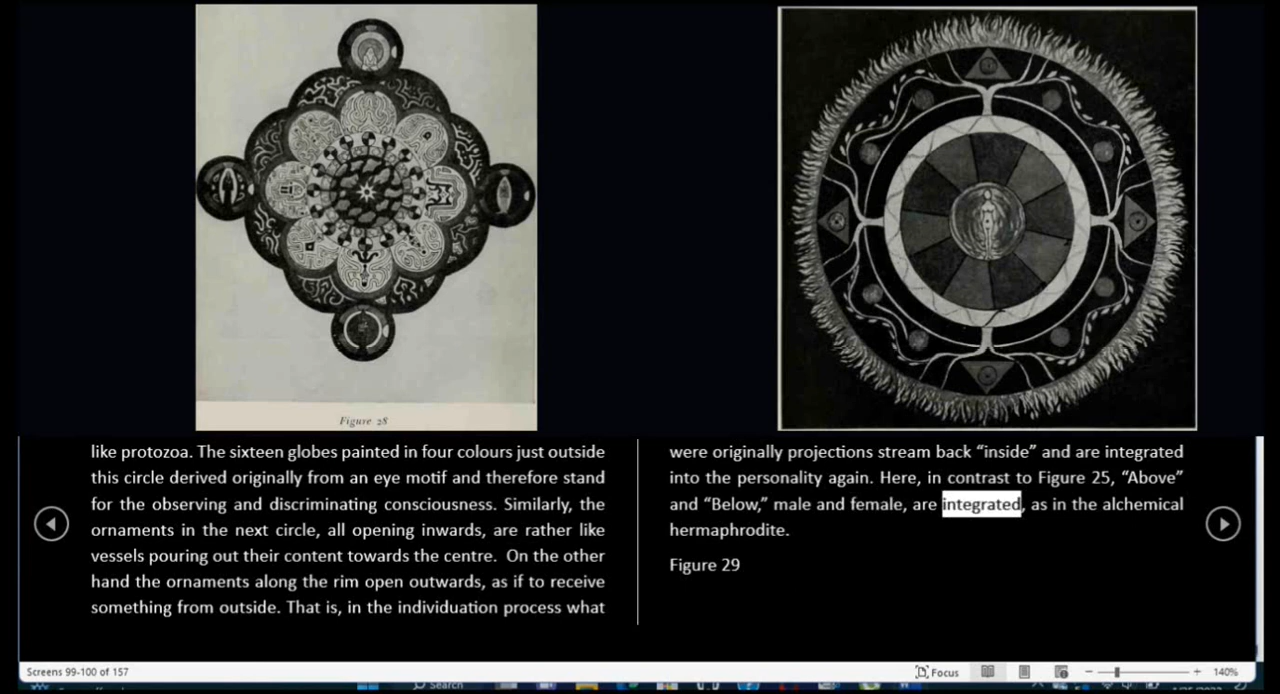 Figure 28
like protozoa. The sixteen globes painted in four colours just outside
this circle derived originally from an eye motif and therefore stand
for the observing and discriminating consciousness. Similarly, the
ornaments in the next circle, all opening inwards, are rather like
vessels pouring out their content towards the centre. On the other
hand the ornaments along the rim open outwards, as if to receive
something from outside. That is, in the individuation process what
were originally projections stream back “inside” and are integrated
into the personality again. Here, in contrast to Figure 25, “Above”
and “Below,” male and female, are integrated, as in the alchemical
hermaphrodite.
Figure 29
Screens 99-100 of 157
Focus
140%
Search